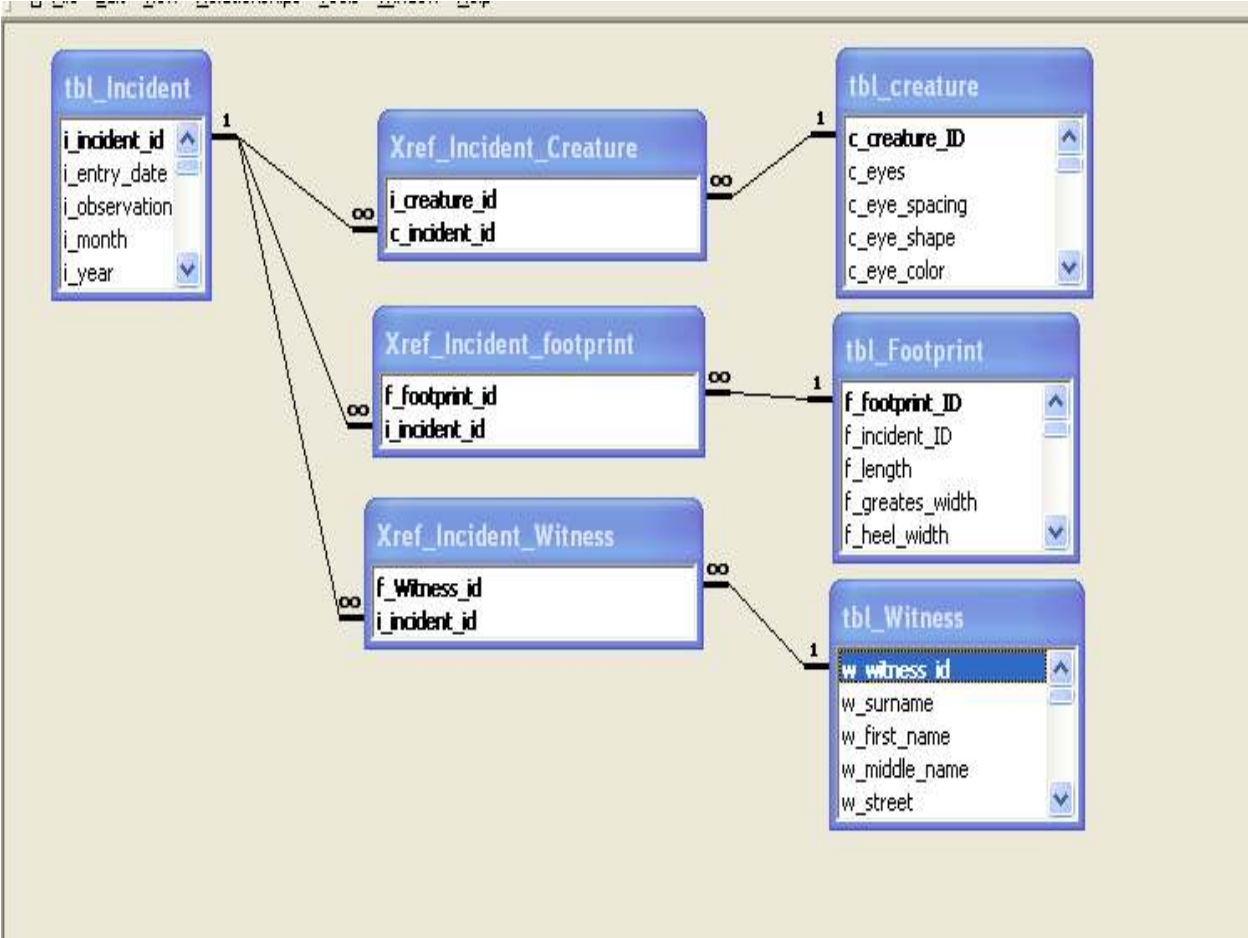 tbl_Incident
i_incident_id
i_entry_date
i_observation
i_month
i_year
1
∞
∞
∞
Xref_Incident_Creature
i_creature_id
c_incident_id
∞
1
Xref_Incident_footprint
f_footprint_id
i_incident_id
∞
1
Xref_Incident_Witness
f_Witness_id
i_incident_id
∞
1
tbl_creature
c_creature_ID
c_eyes
c_eye_spacing
c_eye_shape
c_eye_color
tbl_Footprint
f_footprint_ID
f_incident_ID
f_length
f_greates_width
f_heel_width
tbl_Witness
w_witness_id
w_surname
w_first_name
w_middle_name
w_street